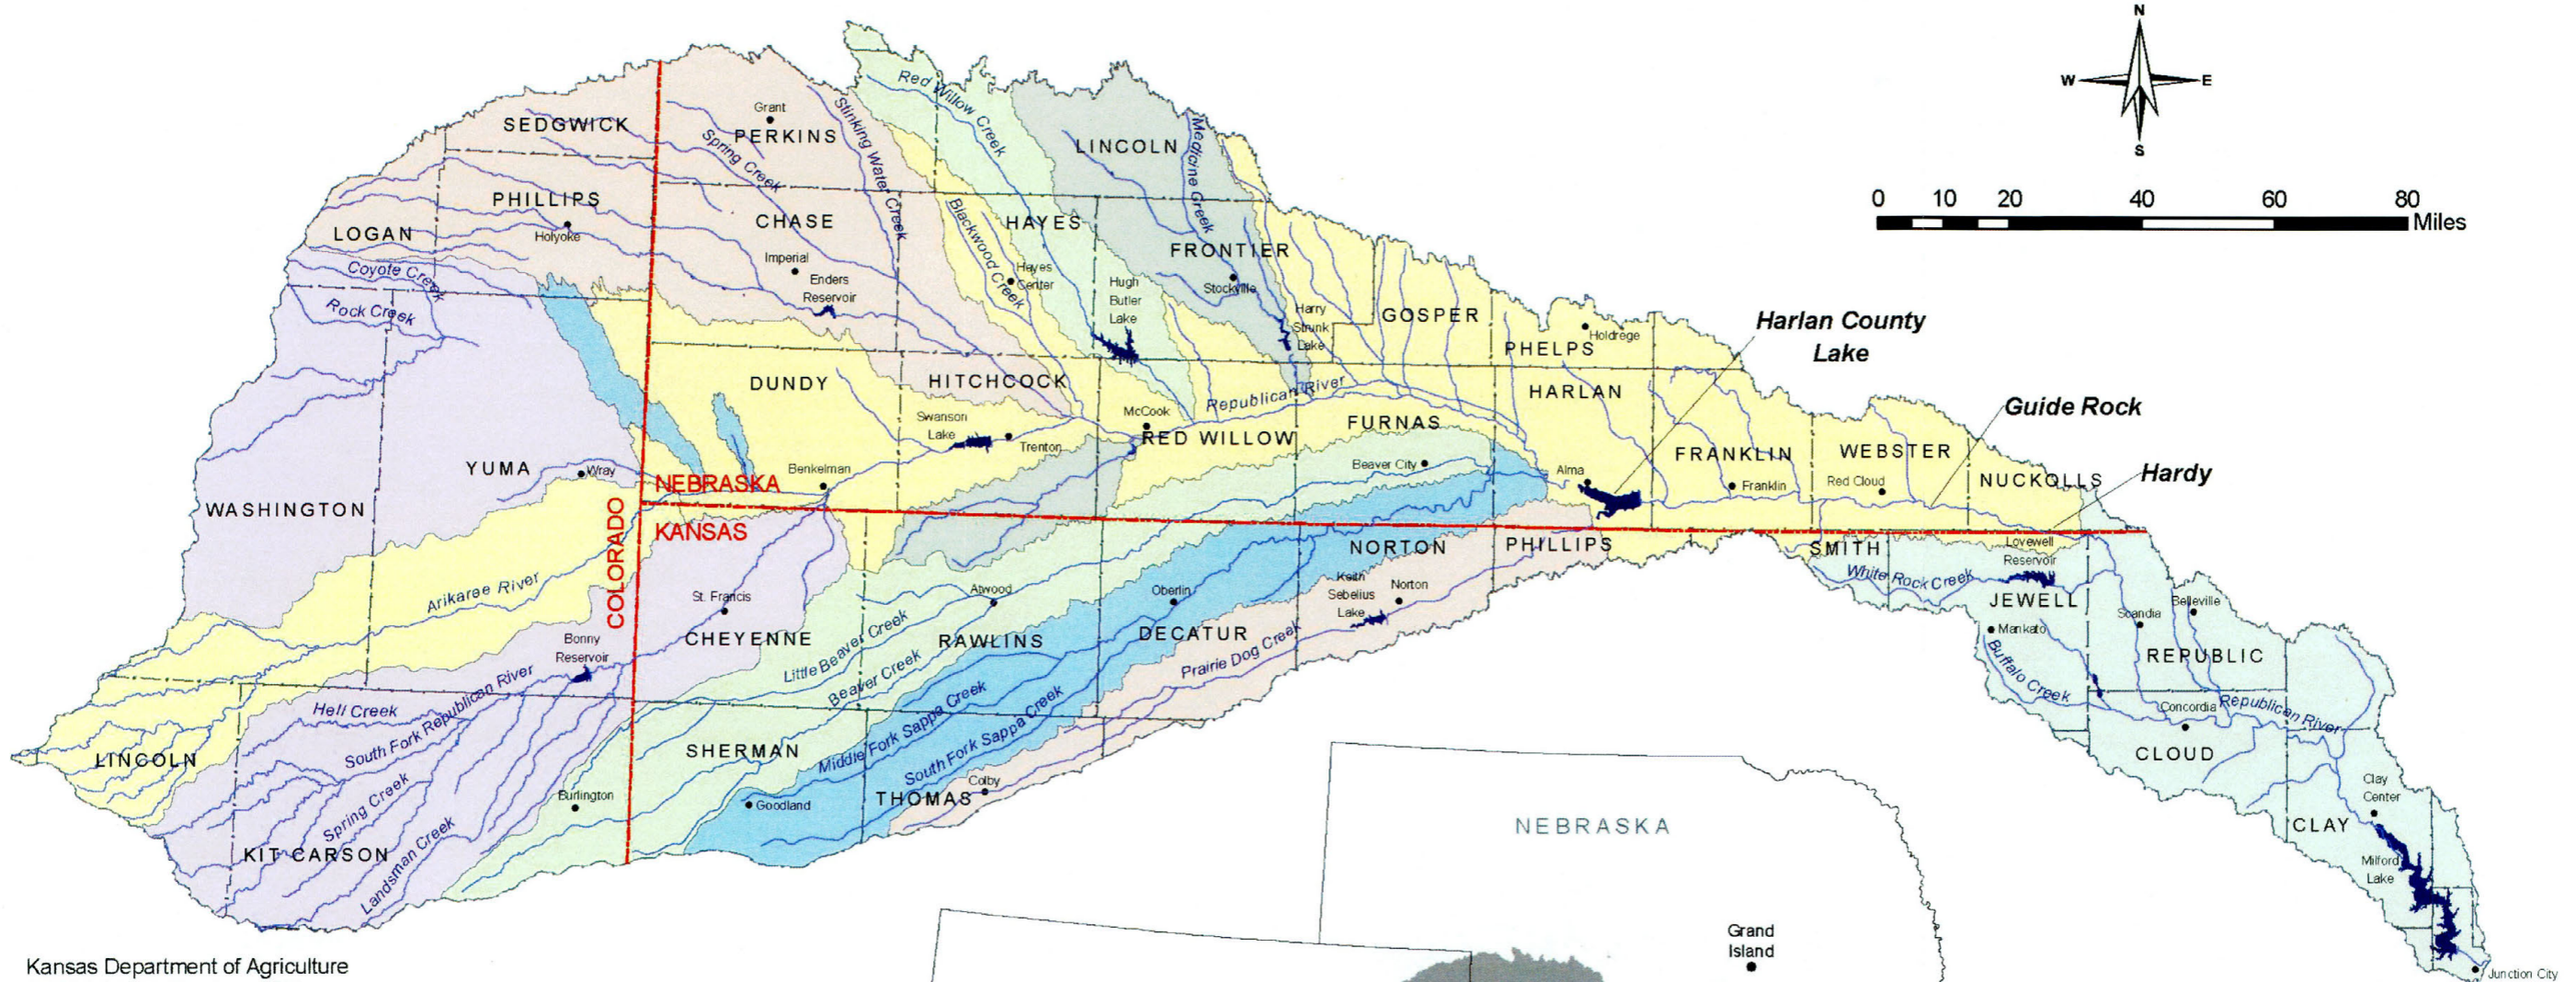 N
W
E
S
0
10
20
40
60
80
Miles
Red Willow Creek
Grant
PERKINS
SEDGWICK
Stinking Water Creek
LINCOLN
Medicine Creek
Spring Creek
PHILLIPS
Holyoke
LOGAN
CHASE
HAYES
Blackwood Creek
FRONTIER
Imperial
Enders
Reservoir
Hayes
Center
Coyote Creek
Rock Creek
Hugh
Butler
Lake
Stockville
Harry
Strunk
Lake
GOSPER
PHELPS
Holdrege
Harlan County
Lake
DUNDY
HITCHCOCK
Republican River
HARLAN
Guide Rock
Swanson
Lake
Trenton
McCook
RED WILLOW
FURNAS
FRANKLIN
WEBSTER
NUCKOLLS
Hardy
YUMA
Wray
Benkelman
Beaver City
Alma
Franklin
Red Cloud
NEBRASKA
WASHINGTON
COLORADO
KANSAS
NORTON
PHILLIPS
SMITH
Lovewell
Reservoir
White Rock Creek
JEWELL
Arikaree River
St. Francis
Atwood
Oberlin
Keith
Sebelius
Lake
Norton
Scandia
Belleville
Mankato
Bonny
Reservoir
CHEYENNE
Little Beaver Creek
RAWLINS
DECATUR
Prairie Dog Creek
REPUBLIC
Buffalo Creek
Beaver Creek
Hell Creek
South Fork Republican River
Middle Fork Sappa Creek
South Fork Sappa Creek
Concordia
Republican River
LINCOLN
SHERMAN
CLOUD
Spring Creek
Burlington
Goodland
THOMAS
Colby
Clay
Center
KIT CARSON
Landsman Creek
NEBRASKA
CLAY
Milford
Lake
Grand
Island
Kansas Department of Agriculture
Junction City